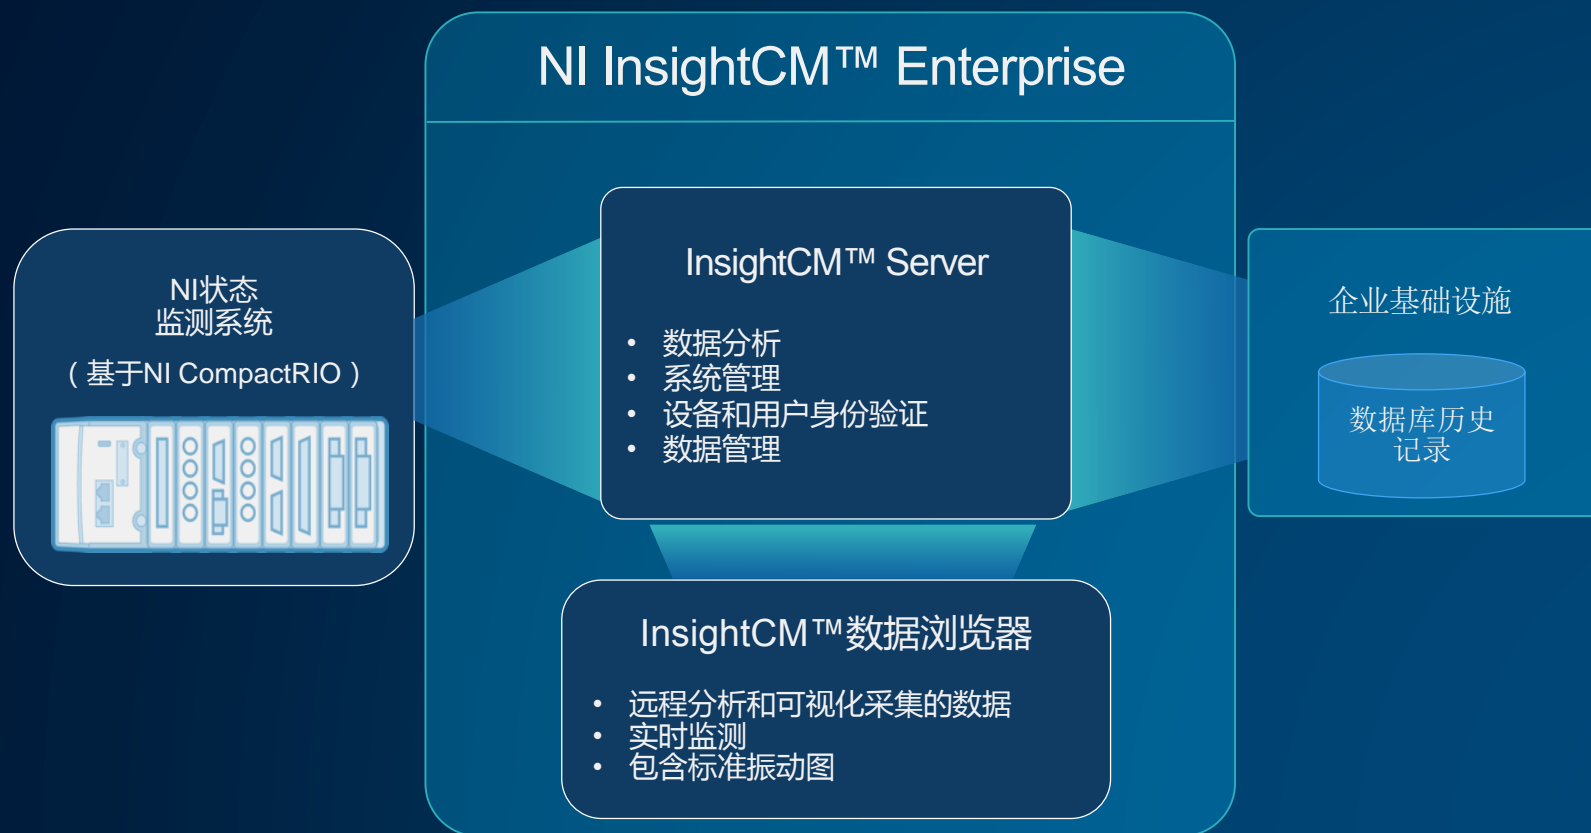 NI InsightCM™ Enterprise
NI状态
监测系统
（基于NI CompactRIO）
InsightCM™ Server
• 数据分析
• 系统管理
• 设备和用户身份验证
• 数据管理
企业基础设施
数据库历史
记录
InsightCM™数据浏览器
• 远程分析和可视化采集的数据
• 实时监测
• 包含标准振动图